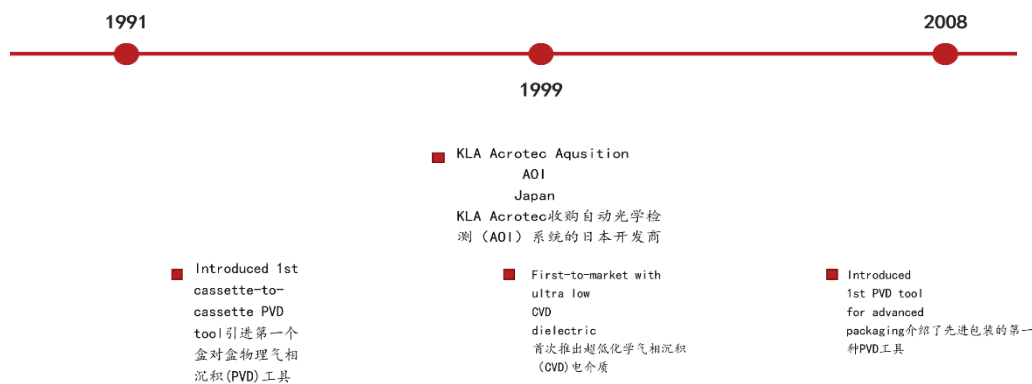 1991
2008
1999
KLA Acrotec Aqusition
AOI
Japan
KLA Acrotec收购自动光学检
测（AOI）系统的日本开发商
Introduced 1st
cassette-to-
cassette PVD
tool引进第一个
盒对盒物理气相
沉积(PVD)工具
First-to-market with
ultra low
CVD
dielectric
首次推出超低化学气相沉积
（CVD)电介质
Introduced
1st PVD tool
for advanced
packaging介绍了先进包装的第一
种PVD工具